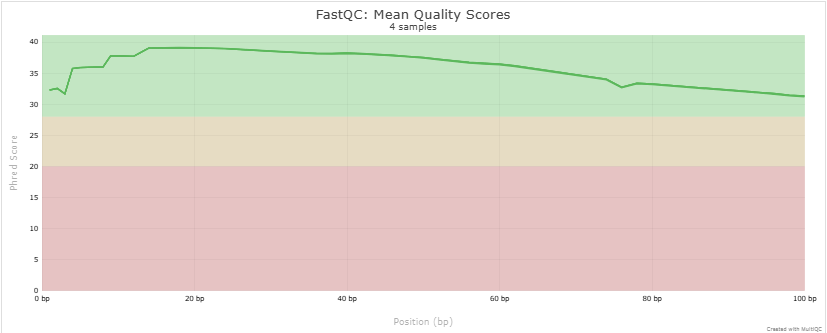 FastQC: Mean Quality Scores
4 samples
40
35
30
25
20
15
10
5
0
Phred Score
0 bp
20 bp
40 bp
60 bp
80 bp
100 bp
Position (bp)
Created with MultiQC